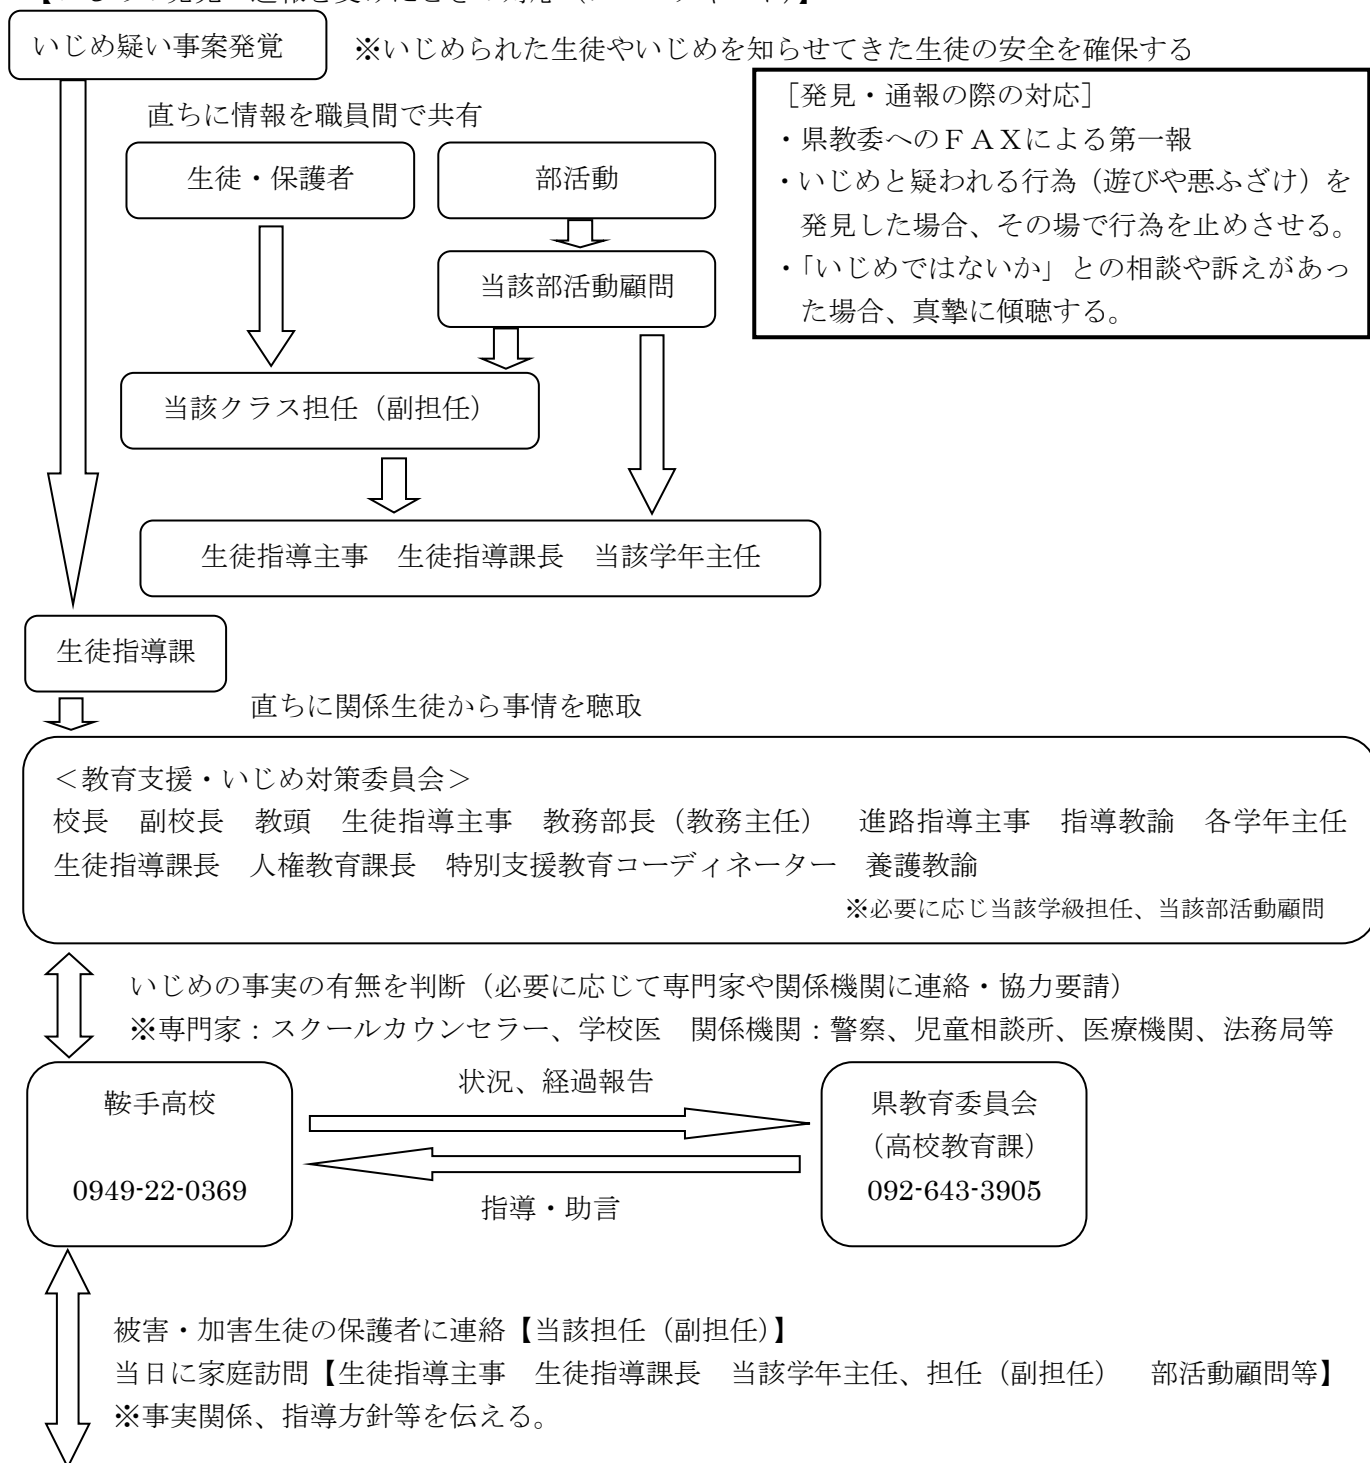 いじめ疑い事案発覚
※いじめられた生徒やいじめを知らせてきた生徒の安全を確保する
直ちに情報を職員間で共有
［発見・通報の際の対応］
・県教委へのＦＡＸによる第一報
・いじめと疑われる行為（遊びや悪ふざけ）を
発見した場合、その場で行為を止めさせる。
・「いじめではないか」との相談や訴えがあっ
た場合、真摯に傾聴する。
生徒・保護者
部活動
当該部活動顧問
当該クラス担任（副担任）
生徒指導主事　生徒指導課長　当該学年主任
生徒指導課
直ちに関係生徒から事情を聴取
＜教育支援・いじめ対策委員会＞
校長　副校長　教頭　生徒指導主事　教務部長（教務主任）　進路指導主事　指導教諭　各学年主任
生徒指導課長　人権教育課長　特別支援教育コーディネーター　養護教諭
※必要に応じ当該学級担任、当該部活動顧問
いじめの事実の有無を判断（必要に応じて専門家や関係機関に連絡・協力要請）
※専門家：スクールカウンセラー、学校医　関係機関：警察、児童相談所、医療機関、法務局等
鞍手高校
0949-22-0369
状況、経過報告
指導・助言
県教育委員会
（高校教育課）
092-643-3905
被害・加害生徒の保護者に連絡【当該担任（副担任）】
当日に家庭訪問【生徒指導主事　生徒指導課長　当該学年主任、担任（副担任）　部活動顧問等】
※事実関係、指導方針等を伝える。